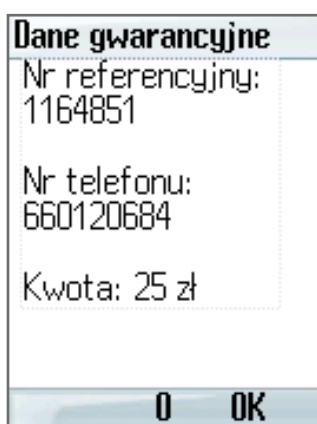 Dane gwarancyjne
Nr referencyjny:
1164851
Nr telefonu:
660120684
Kwota: 25 zł
0 OK